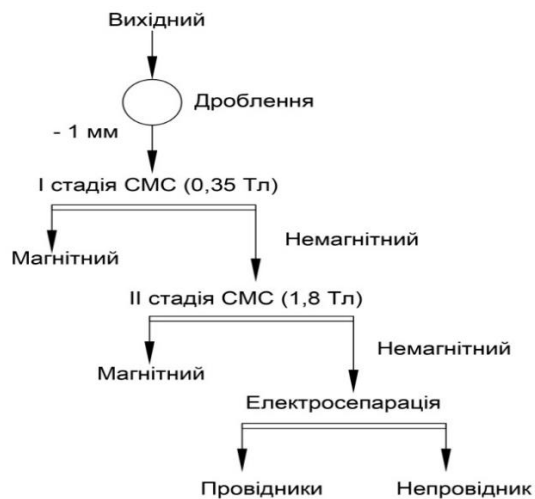 Вихідний
Дроблення
- 1 мм
І стадія СМС (0,35 Тл)
Немагнітний
Магнітний
ІІ стадія СМС (1,8 Тл)
Немагнітний
Магнітний
Електросепарація
Провідники
Непровідник